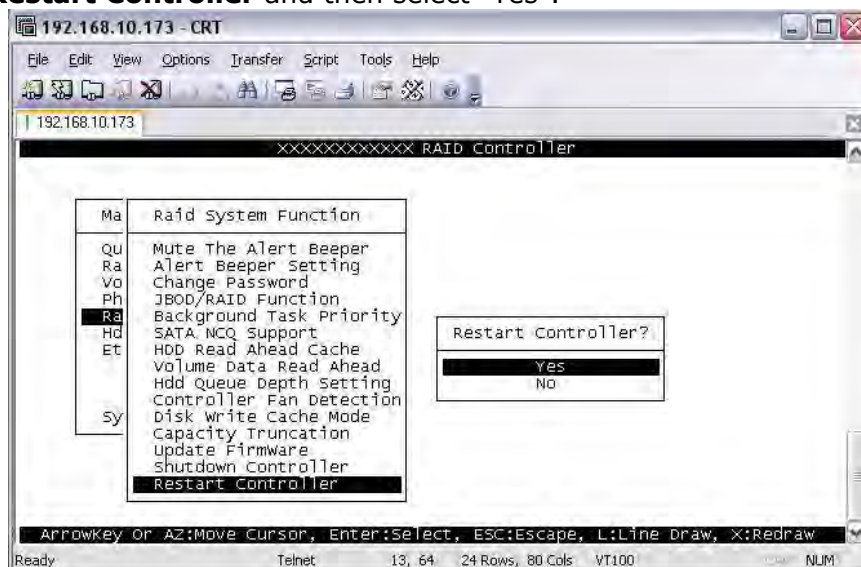 Restart Controller and then select "Yes".
192.168.10.173 - CRT
File Edit View Options Transfer Script Tools Help
192.168.10.173
XXXXXXXXXXXX RAID Controller
Ma
Raid System Function
Qu
Mute The Alert Beeper
Ra
Alert Beeper Setting
Vo
Change Password
Ph
JBOD/RAID Function
Ra
Background Task Priority
Hd
SATA NCQ Support
Et
HDD Read Ahead Cache
Volume Data Read Ahead
Hdd Queue Depth Setting
Controller Fan Detection
Sy
Disk Write Cache Mode
Capacity Truncation
Update FirmWare
Shutdown Controller
Restart Controller
Restart Controller?
Yes
No
ArrowKey Or AZ:Move Cursor, Enter:Select, ESC:Escape, L:Line Draw, X:Redraw
Ready Telnet 13, 64 24 Rows, 80 Cols VT100 NUM